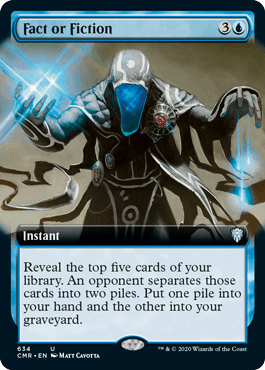 Fact or Fiction 3
Instant
Reveal the top five cards of your
library. An opponent separates those
cards into two piles. Put one pile into
your hand and the other into your
graveyard.
634 U
CMR • EN MATT CAVOTTA ™ & © 2020 Wizards of the Coast